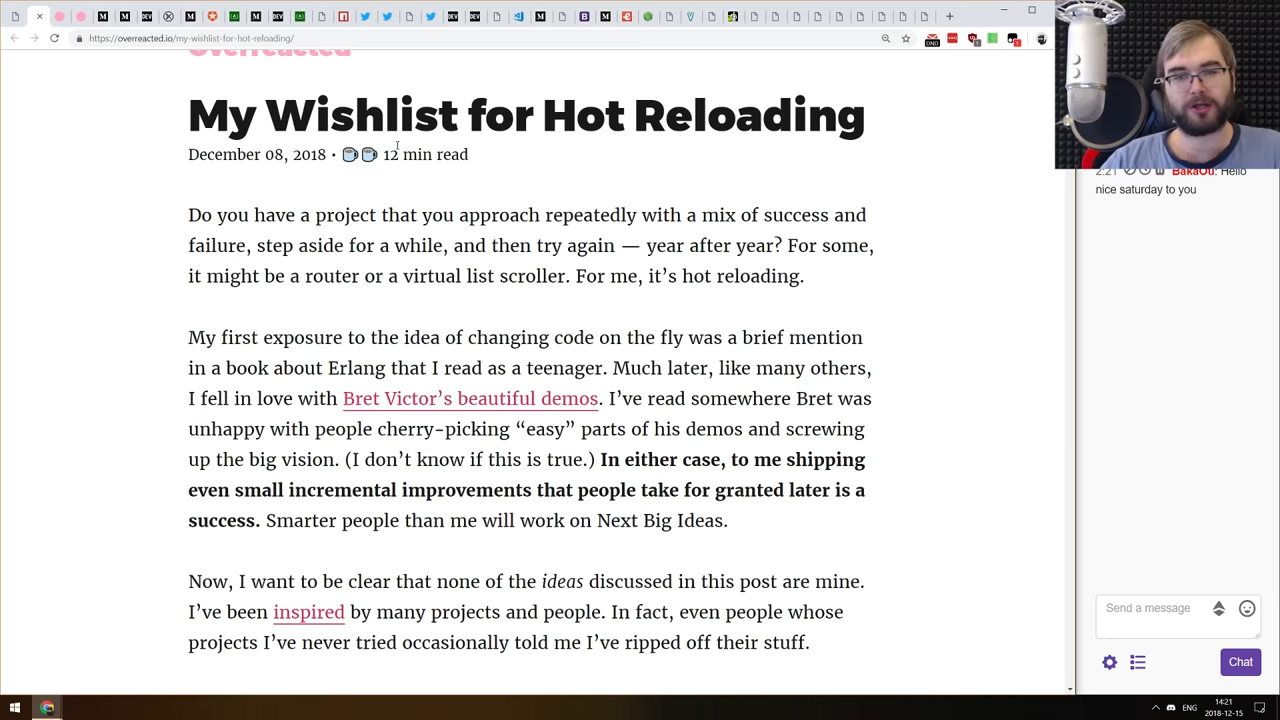 https://overreacted.io/my-wishlist-for-hot-reloading/
Overreacted
My Wishlist for Hot Reloading
December 08, 2018 • 12 min read
Do you have a project that you approach repeatedly with a mix of success and
failure, step aside for a while, and then try again — year after year? For some,
it might be a router or a virtual list scroller. For me, it’s hot reloading.
My first exposure to the idea of changing code on the fly was a brief mention
in a book about Erlang that I read as a teenager. Much later, like many others,
I fell in love with Bret Victor’s beautiful demos. I’ve read somewhere Bret was
unhappy with people cherry-picking “easy” parts of his demos and screwing
up the big vision. (I don’t know if this is true.) In either case, to me shipping
even small incremental improvements that people take for granted later is a
success. Smarter people than me will work on Next Big Ideas.
Now, I want to be clear that none of the ideas discussed in this post are mine.
I’ve been inspired by many projects and people. In fact, even people whose
projects I’ve never tried occasionally told me I’ve ripped off their stuff.
2:21 BakaOu: Hello
nice saturday to you
Send a message
Chat
ENG
14:21
2018-12-15